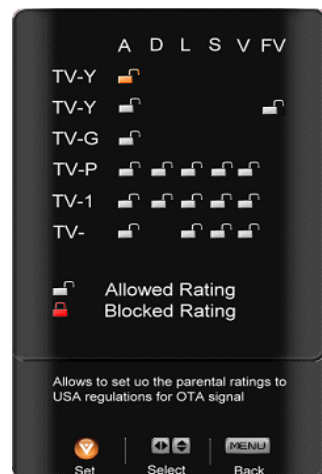 A D L S V FV
TV-Y
TV-Y
TV-G
TV-P
TV-1
TV-
Allowed Rating
Blocked Rating
Allows to set uo the parental ratings to
USA regulations for OTA signal
MENU
Set Select Back